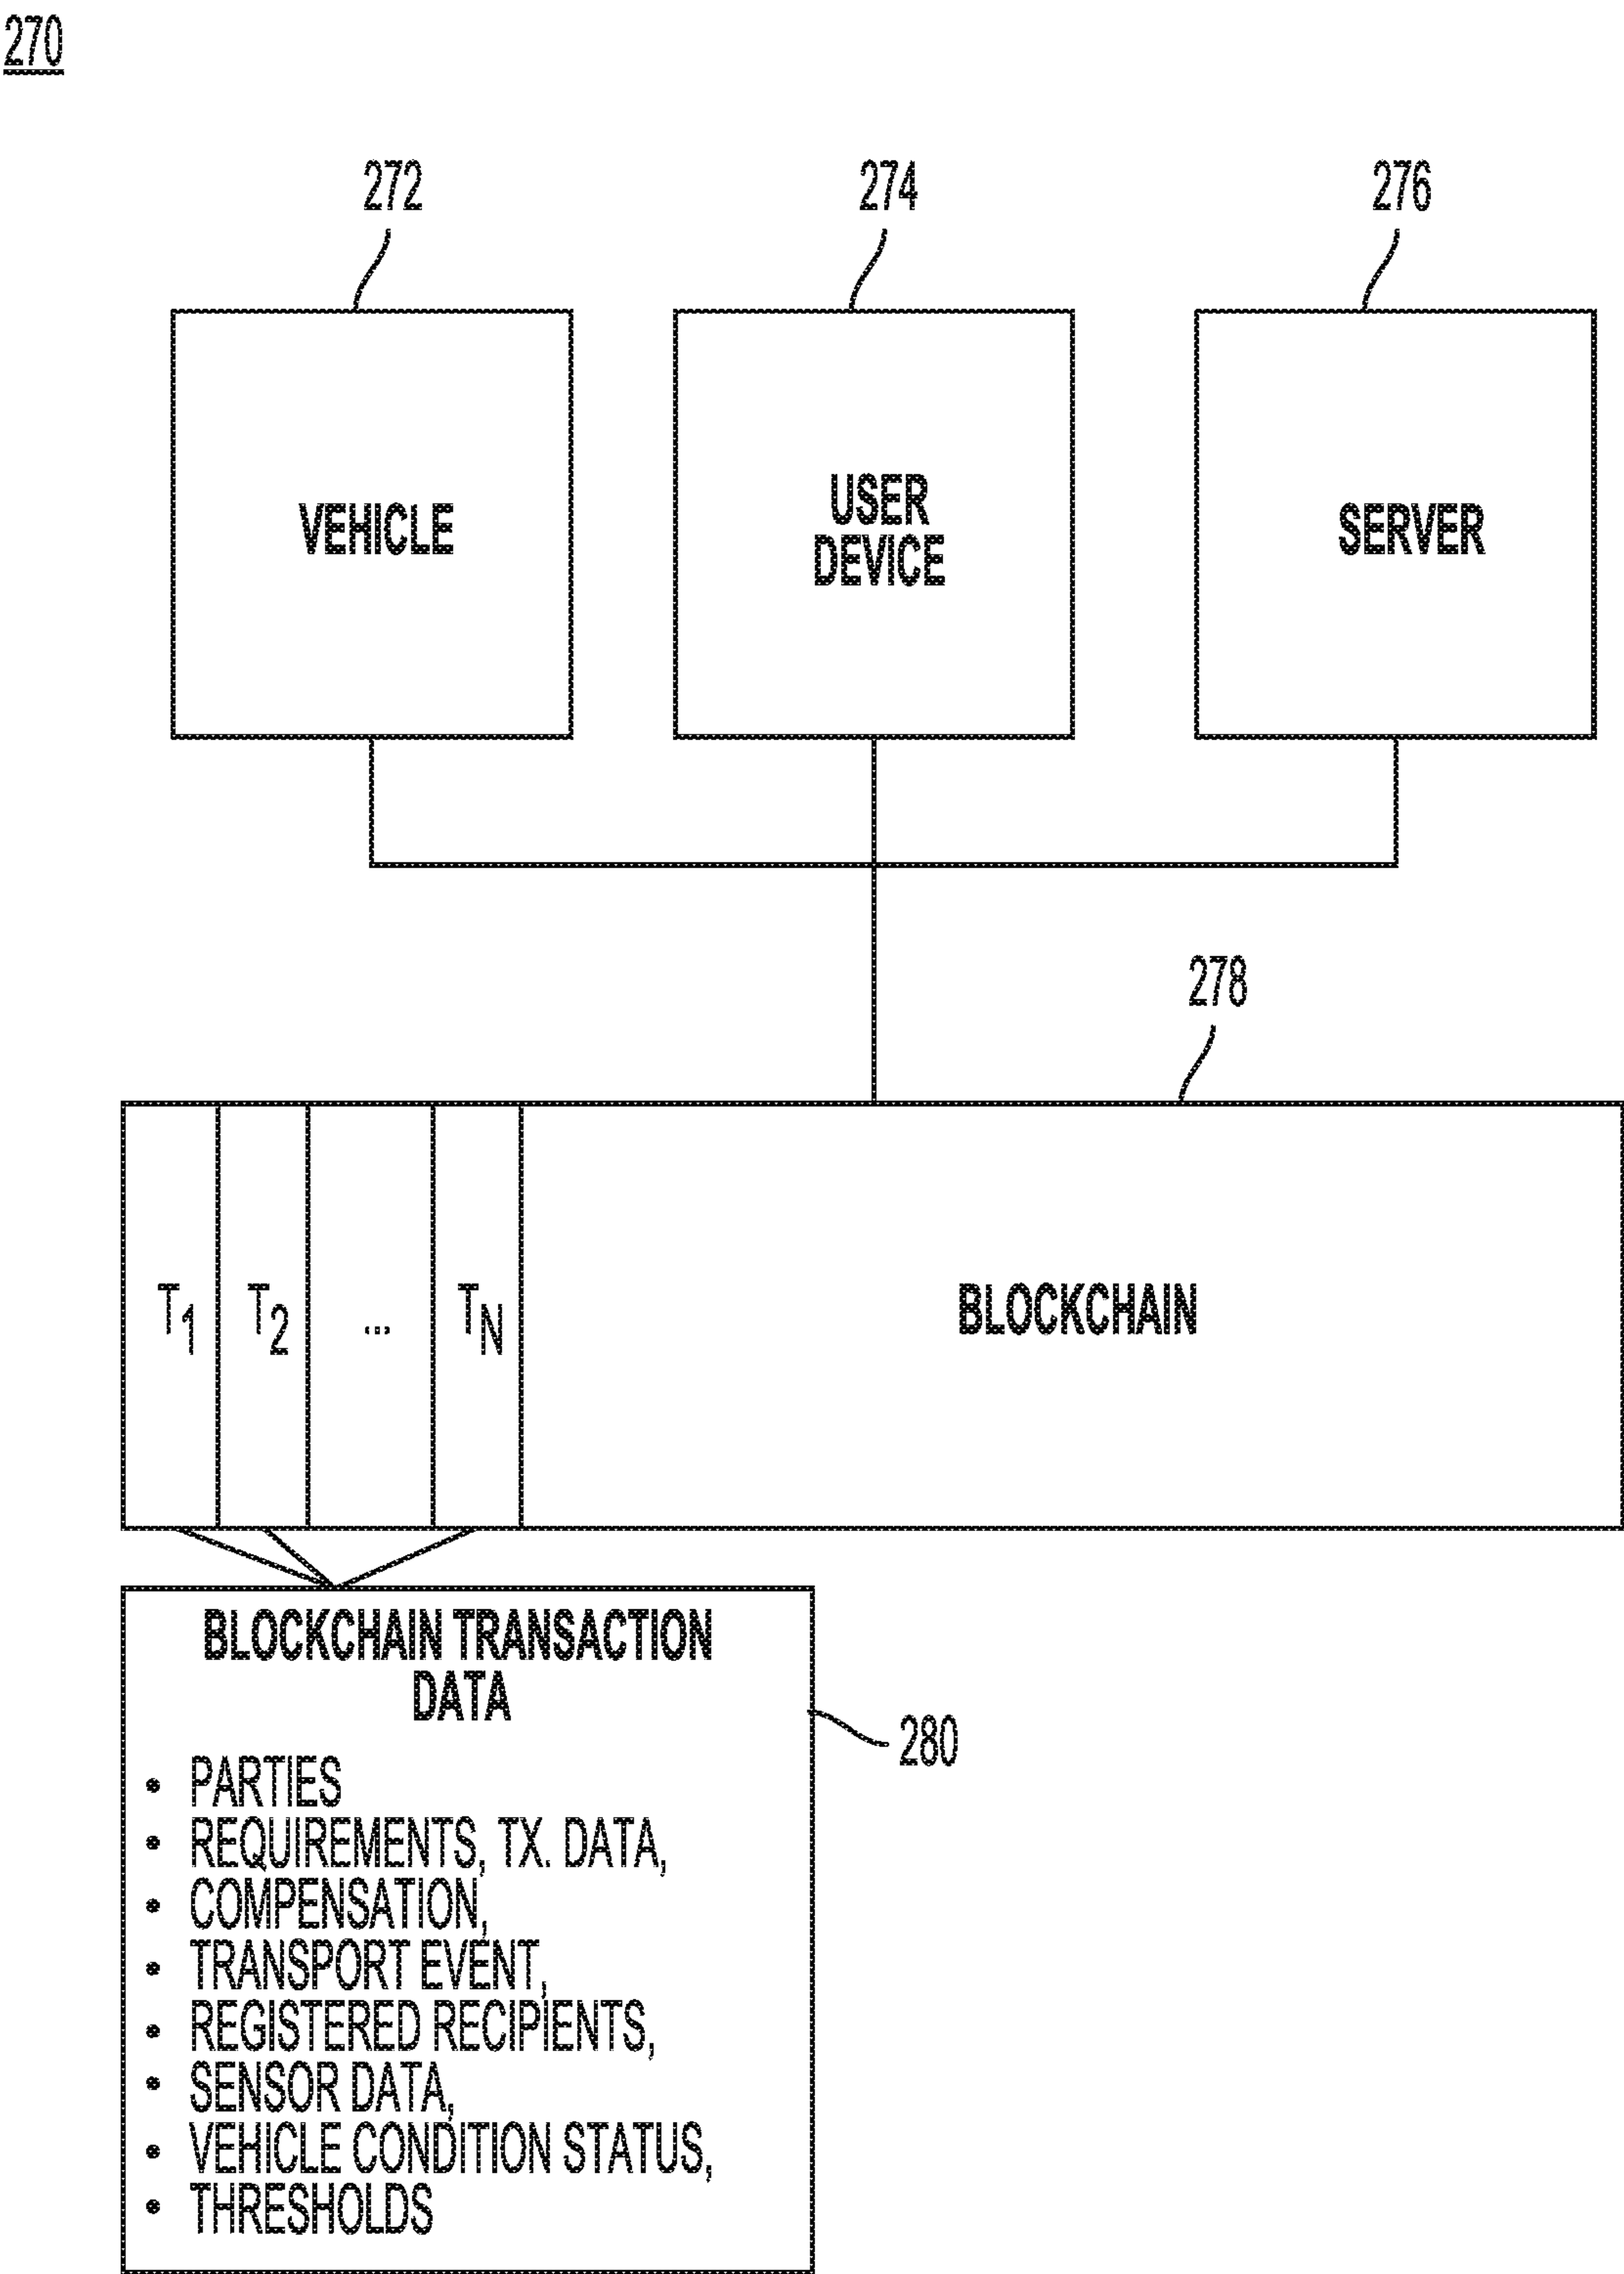 270
272
274
276
VEHICLE
USER
DEVICE
SERVER
278
T1
T2
...
TN
BLOCKCHAIN
BLOCKCHAIN TRANSACTION
DATA
280
• PARTIES
• REQUIREMENTS, TX. DATA,
• COMPENSATION,
• TRANSPORT EVENT,
• REGISTERED RECIPIENTS,
• SENSOR DATA,
• VEHICLE CONDITION STATUS,
• THRESHOLDS